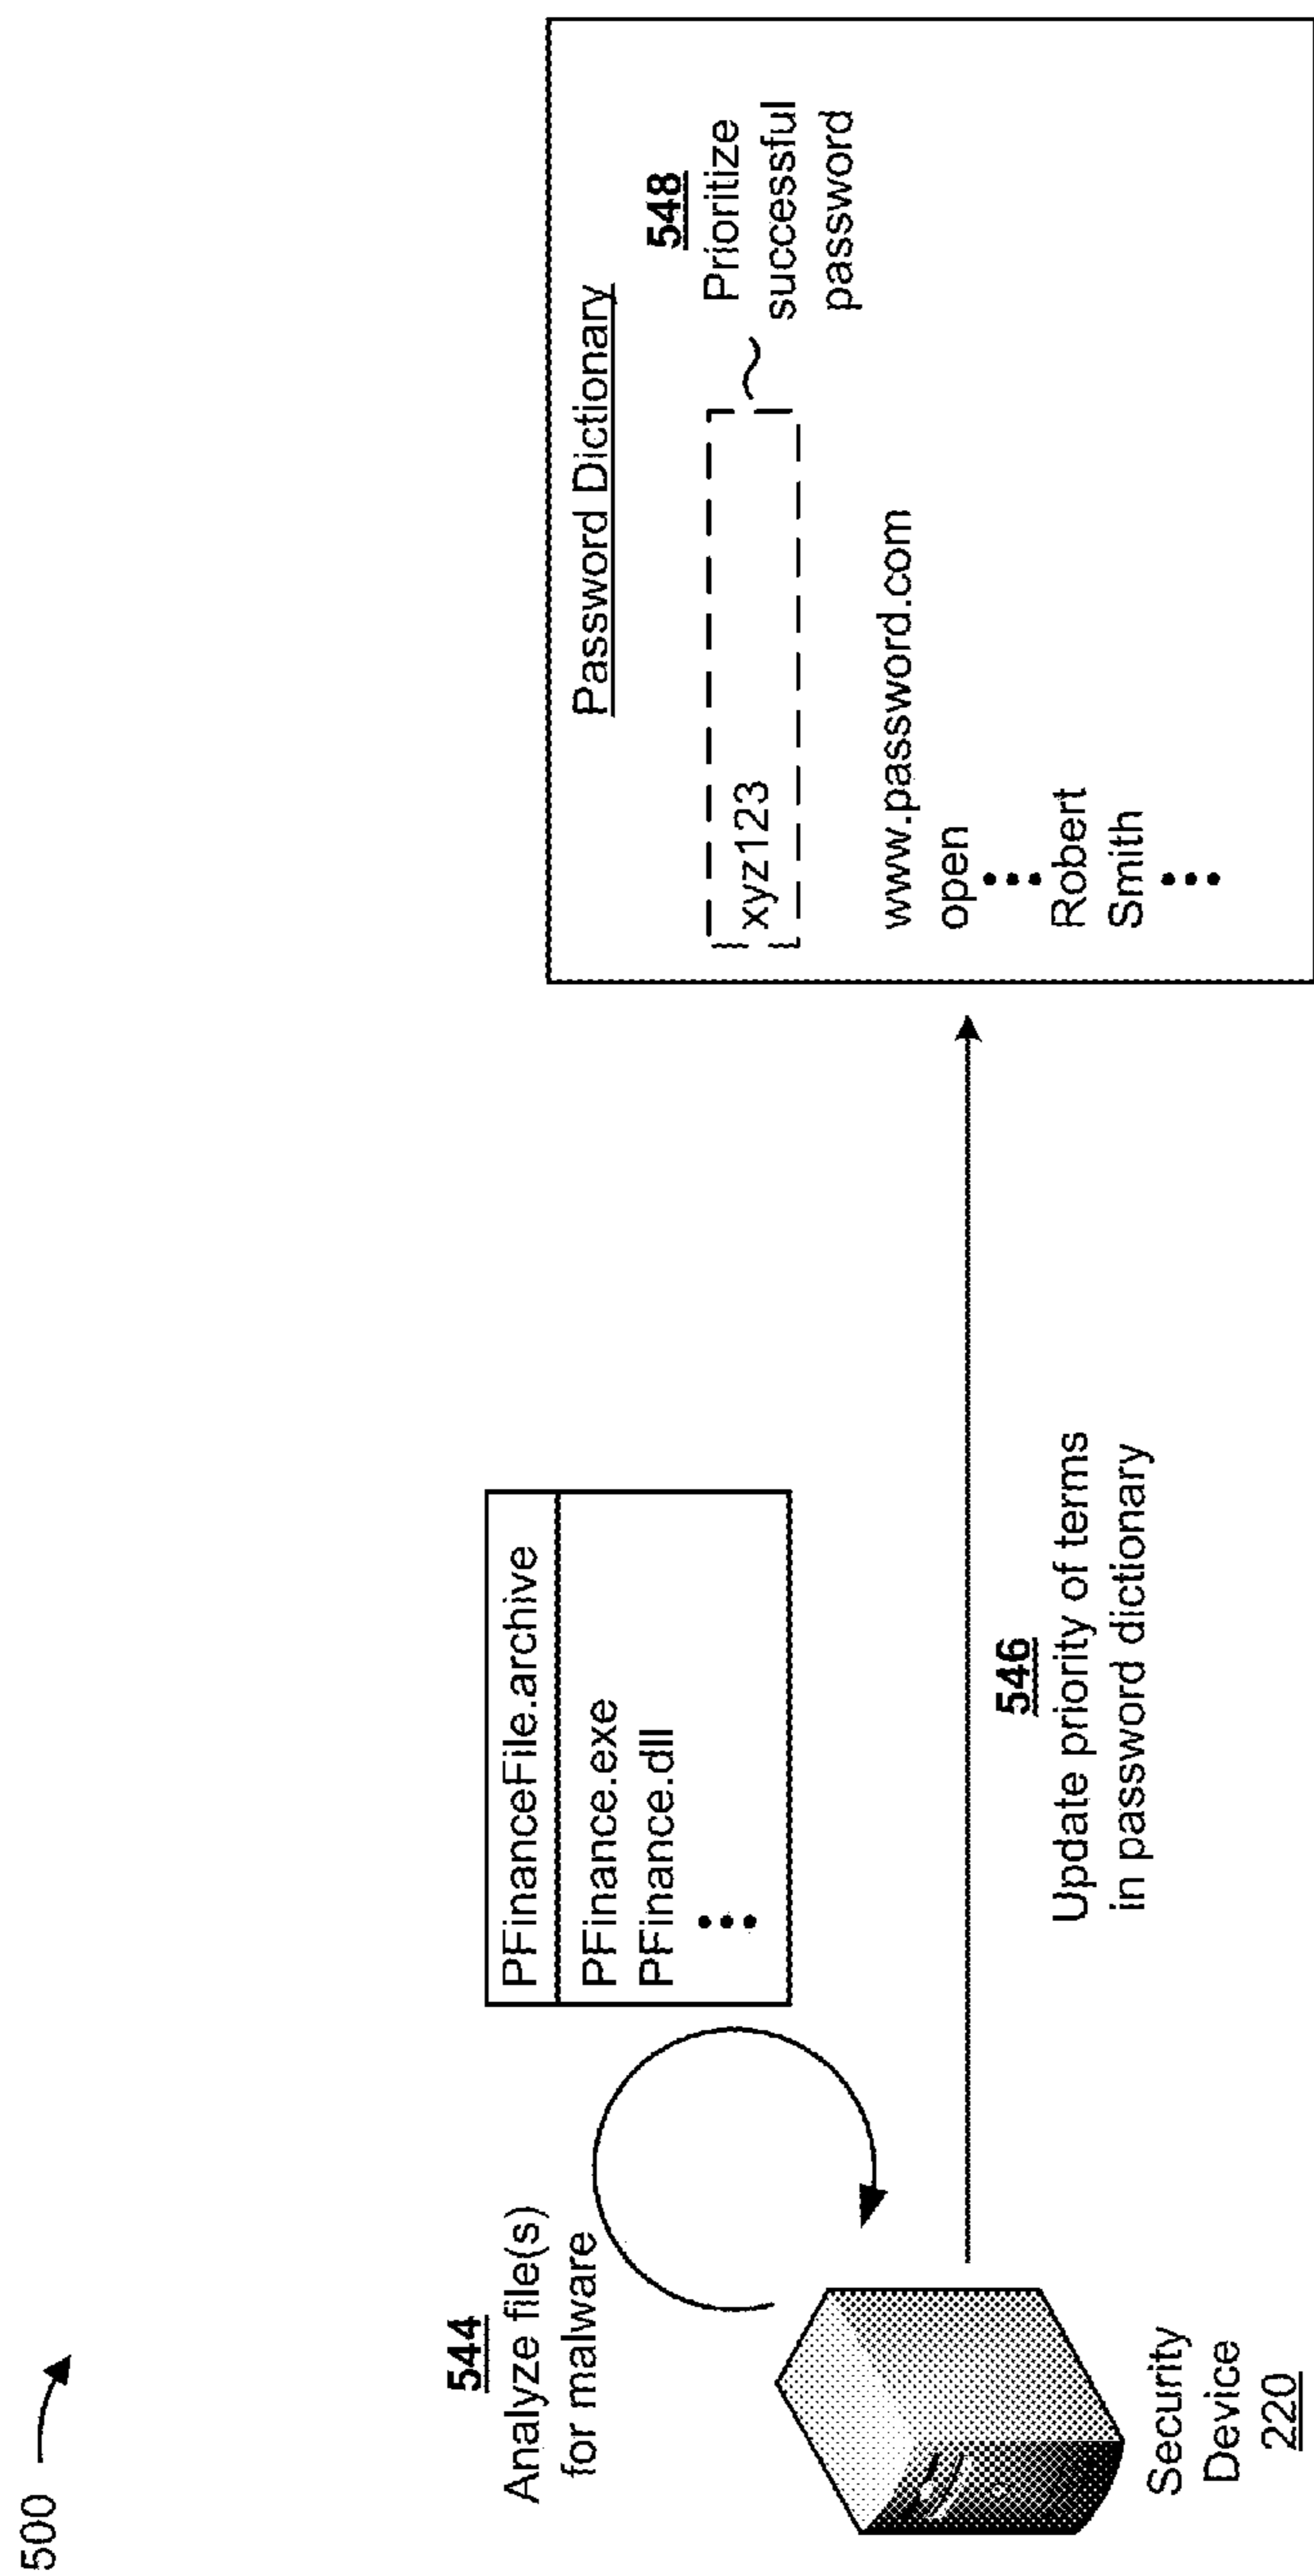 500
544
Analyze file(s)
for malware
PFinanceFile.archive
PFinance.exe
PFinance.dll
Security
Device
220
546
Update priority of terms
in password dictionary
Password Dictionary
xyz123
548
Prioritize
successful
password
www.password.com
open
Robert
Smith